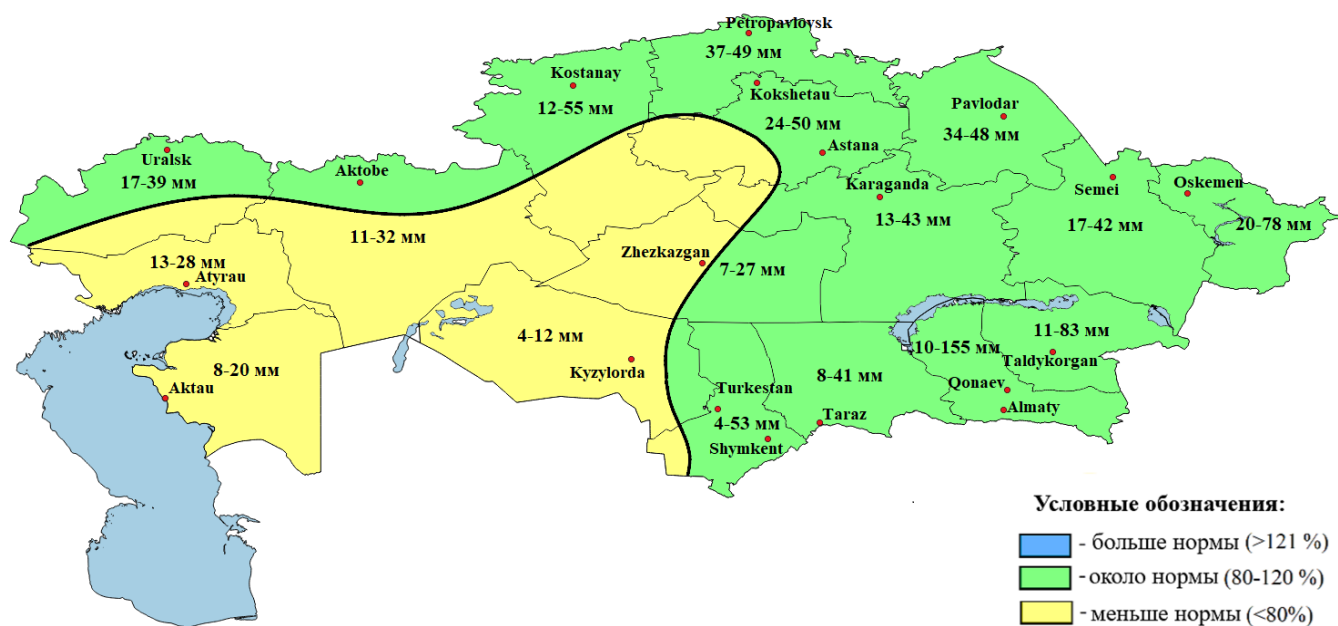 Petropavlovsk
37-49 мм
Kostanay
12-55 мм
Kokshetau
24-50 мм
Astana
Pavlodar
34-48 мм
Uralsk
17-39 мм
Aktobe
11-32 мм
Karaganda
13-43 мм
Semei
17-42 мм
Oskemen
20-78 мм
Zhezkazgan
7-27 мм
13-28 мм
Atyrau
8-20 мм
Aktau
4-12 мм
Kyzylorda
11-83 мм
Taldykorgan
10-155 мм
Qonaev
Almaty
8-41 мм
Taraz
Turkestan
4-53 мм
Shymkent
Условные обозначения:
- больше нормы (>121 %)
- около нормы (80-120 %)
- меньше нормы (<80%)